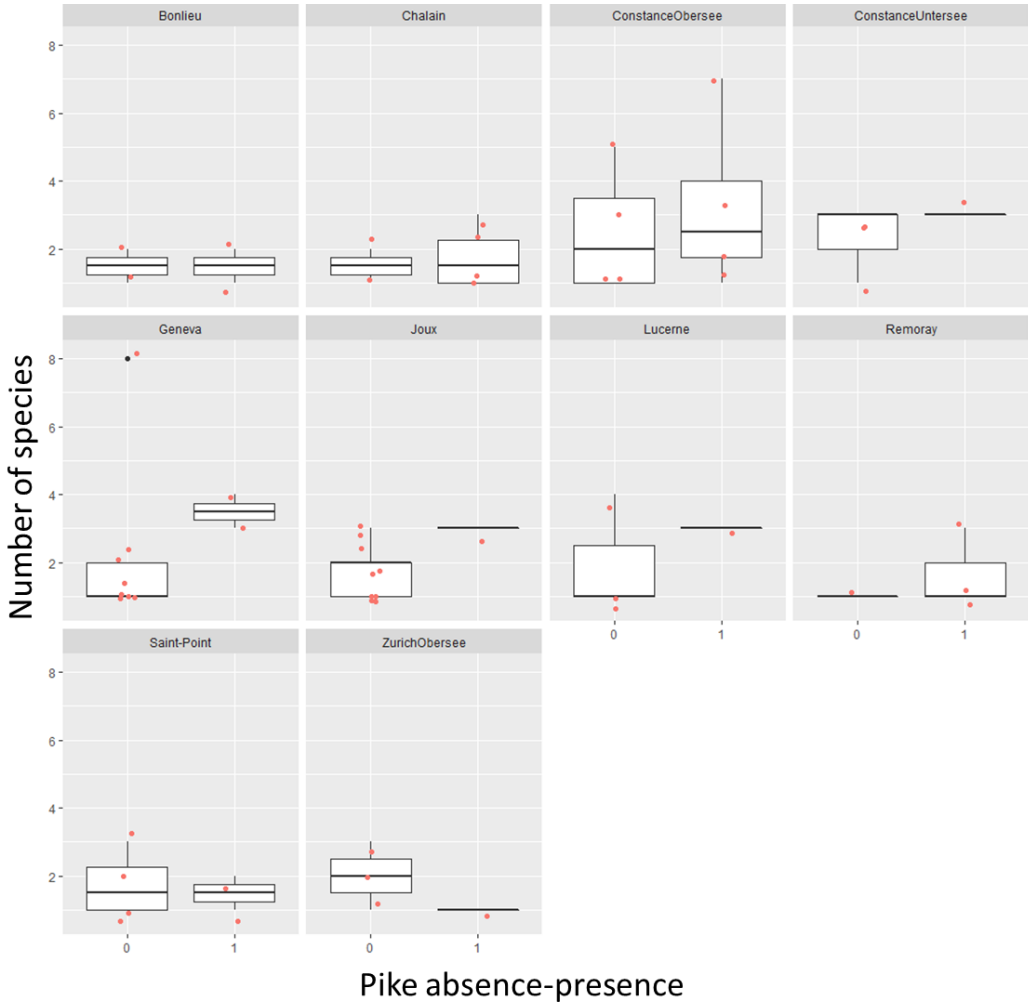 Bonlieu
Chalain
ConstanceObersee
ConstanceUntersee
8
6
4
2
Geneva
Joux
Lucerne
Remoray
8
6
4
2
0
1
0
1
Saint-Point
ZurichObersee
8
6
4
2
0
1
0
1
Number of species
Pike absence-presence